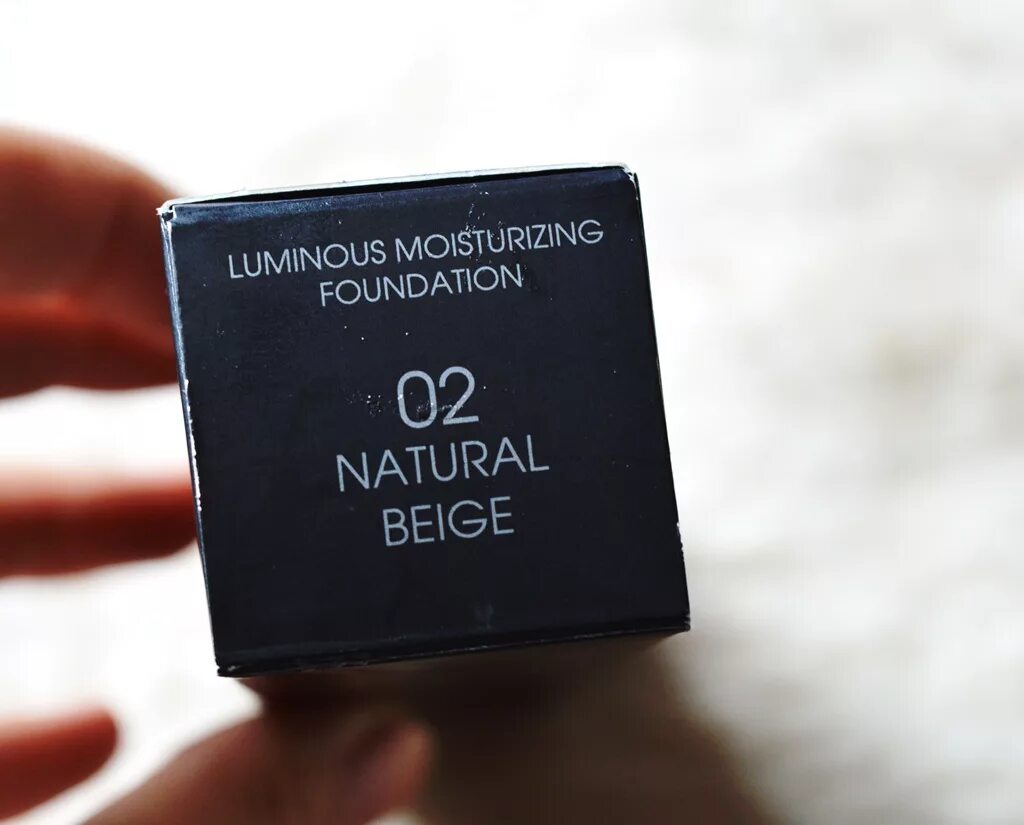 LUMINOUS MOISTURIZING
FOUNDATION
02
NATURAL
BEIGE